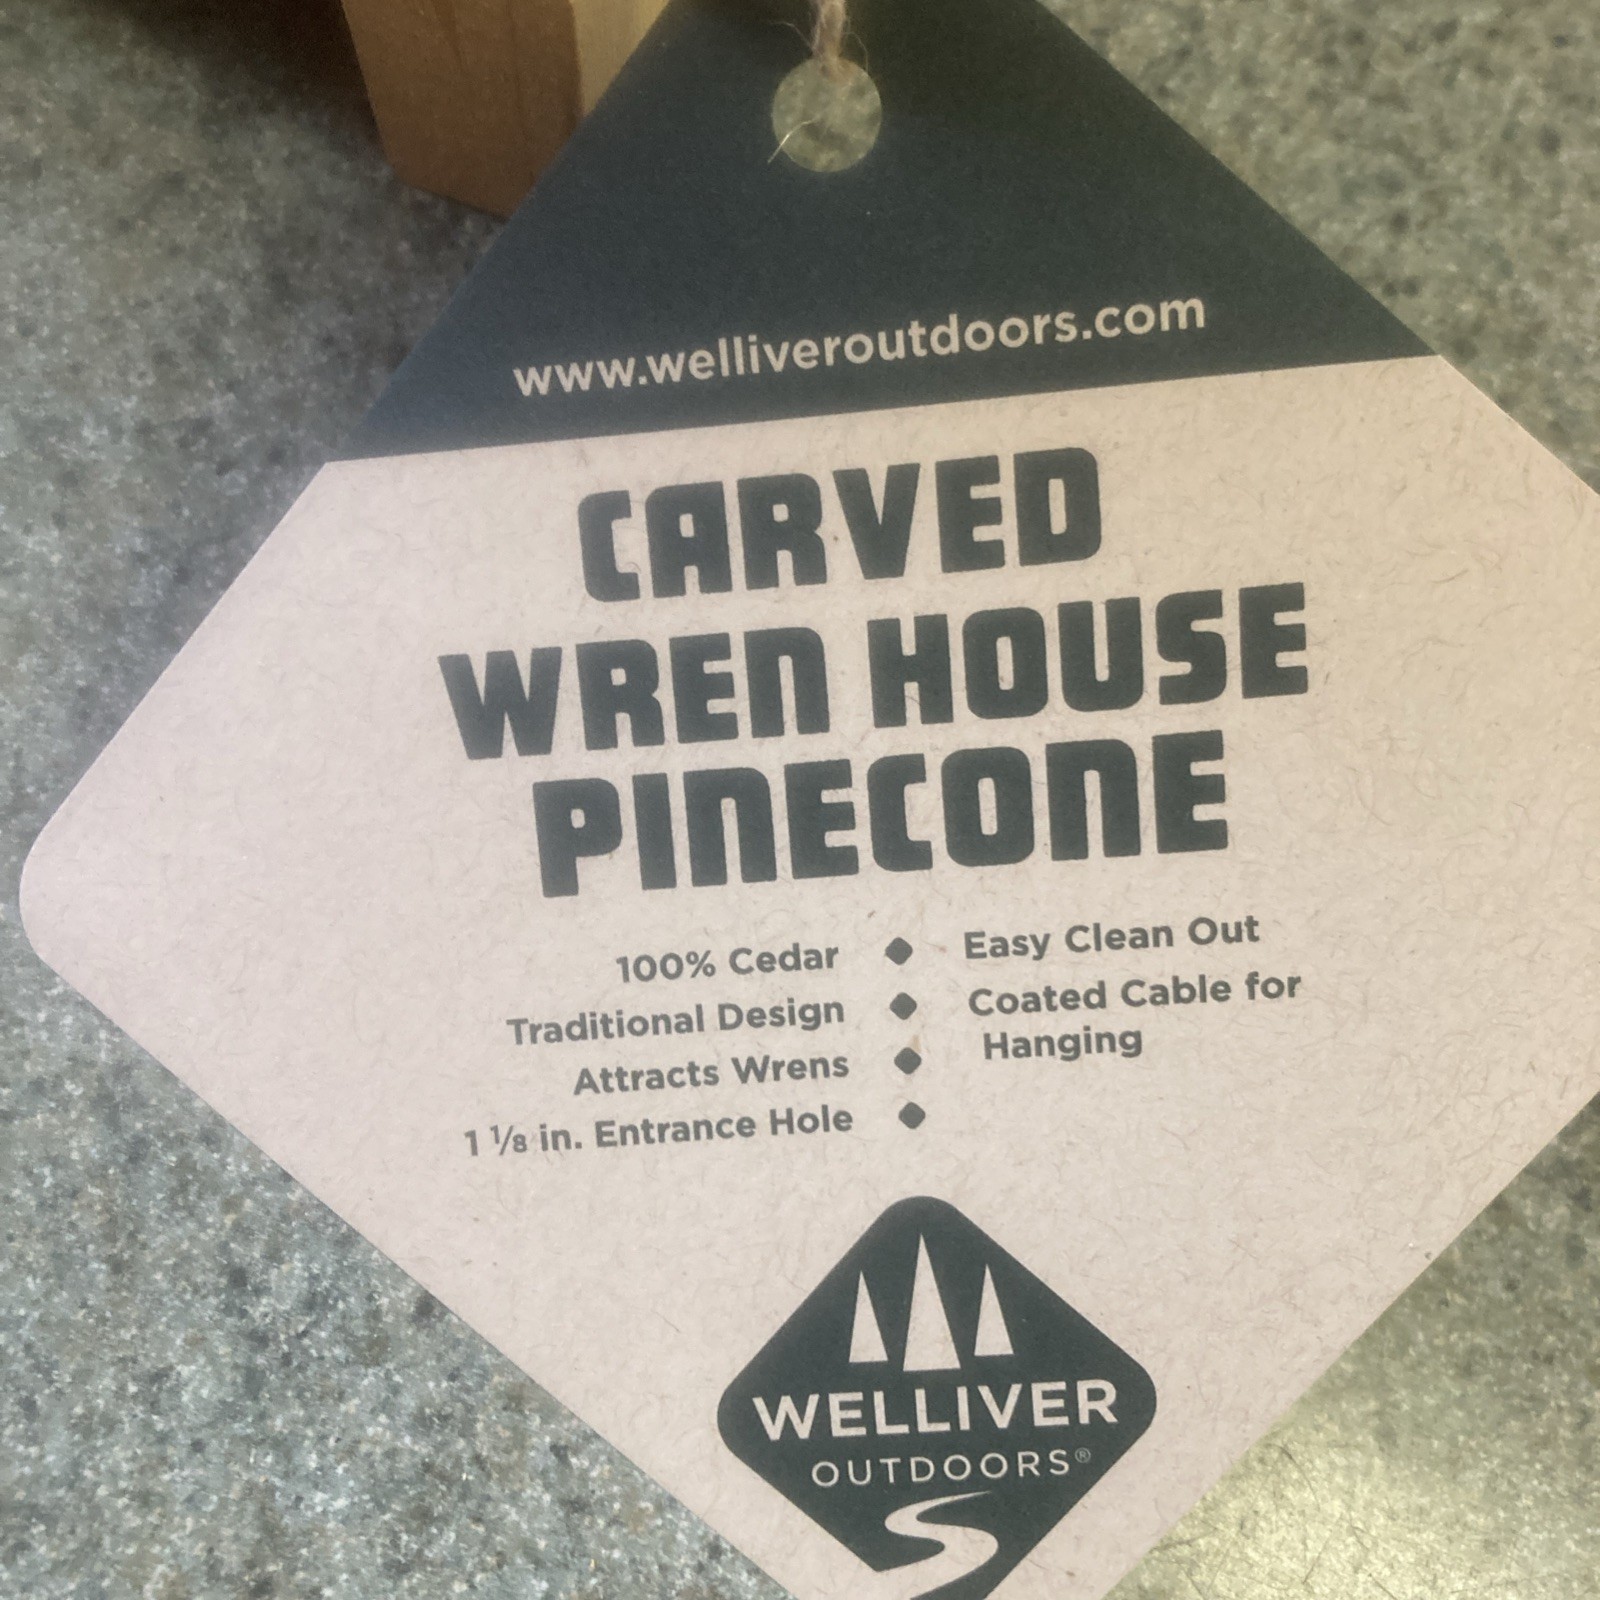 www.welliveroutdoors.com
CARVED
WREN HOUSE
PINECONE
100% Cedar
Traditional Design
Attracts Wrens
1 1/8 in. Entrance Hole
Easy Clean Out
Coated Cable for
Hanging
WELLIVER
OUTDOORS®